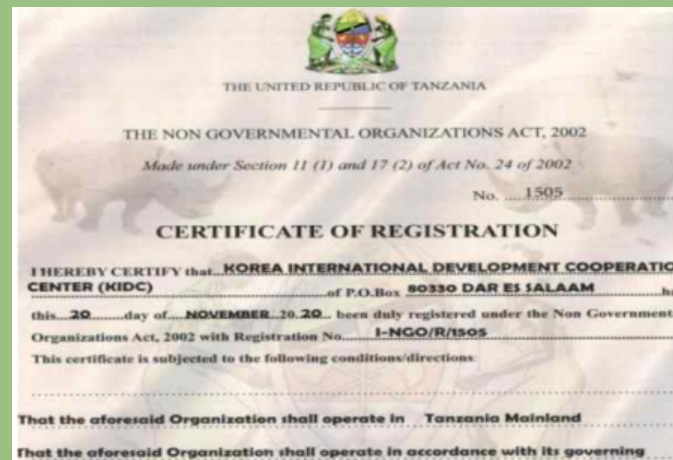 THE UNITED REPUBLIC OF TANZANIA
THE NON GOVERNMENTAL ORGANIZATIONS ACT, 2002
Made under Section 11 (1) and 17 (2) of Act No. 24 of 2002
No. 1505
CERTIFICATE OF REGISTRATION
I HEREBY CERTIFY that KOREA INTERNATIONAL DEVELOPMENT COOPERATIO
CENTER (KIDC) of P.O.Box 80330 DAR ES SALAAM ha
this 20 day of NOVEMBER 20 20 been duly registered under the Non Government
Organizations Act, 2002 with Registration No. I-NGO/R/1505
This certificate is subjected to the following conditions/directions:
That the aforesaid Organization shall operate in Tanzania Mainland
That the aforesaid Organization shall operate in accordance with its governing